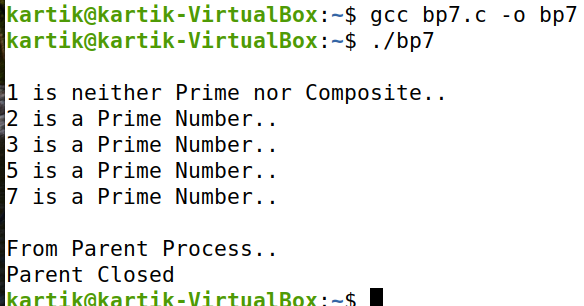 kartik@kartik-VirtualBox:~$ gcc bp7.c -o bp7
kartik@kartik-VirtualBox:~$ ./bp7
1 is neither Prime nor Composite..
2 is a Prime Number..
3 is a Prime Number..
5 is a Prime Number..
7 is a Prime Number..
From Parent Process..
Parent Closed
kartik@kartik-VirtualBox:~$